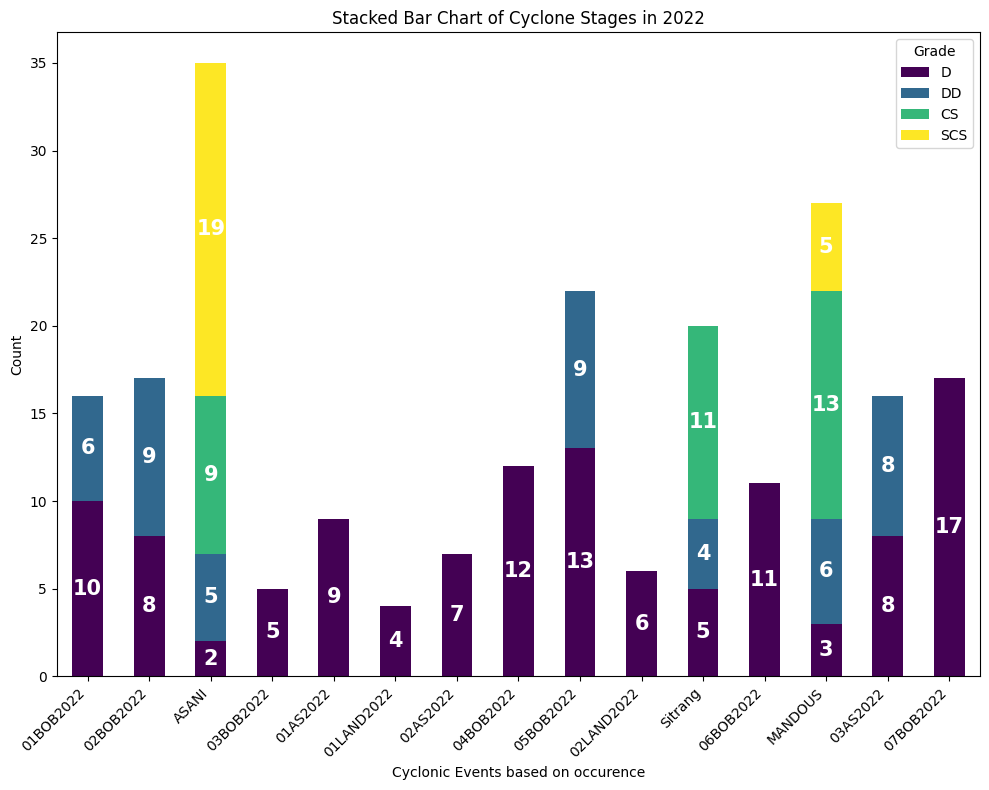 Stacked Bar Chart of Cyclone Stages in 2022
Grade
D
DD
CS
SCS
Count
35
30
25
20
15
10
5
0
10
6
8
9
2
5
9
19
5
9
4
7
12
13
9
6
5
4
11
11
3
6
13
5
8
8
17
01BOB2022
02BOB2022
ASANI
03BOB2022
01AS2022
01LAND2022
02AS2022
04BOB2022
05BOB2022
02LAND2022
Sitrang
06BOB2022
MANDOUS
03AS2022
07BOB2022
Cyclonic Events based on occurence